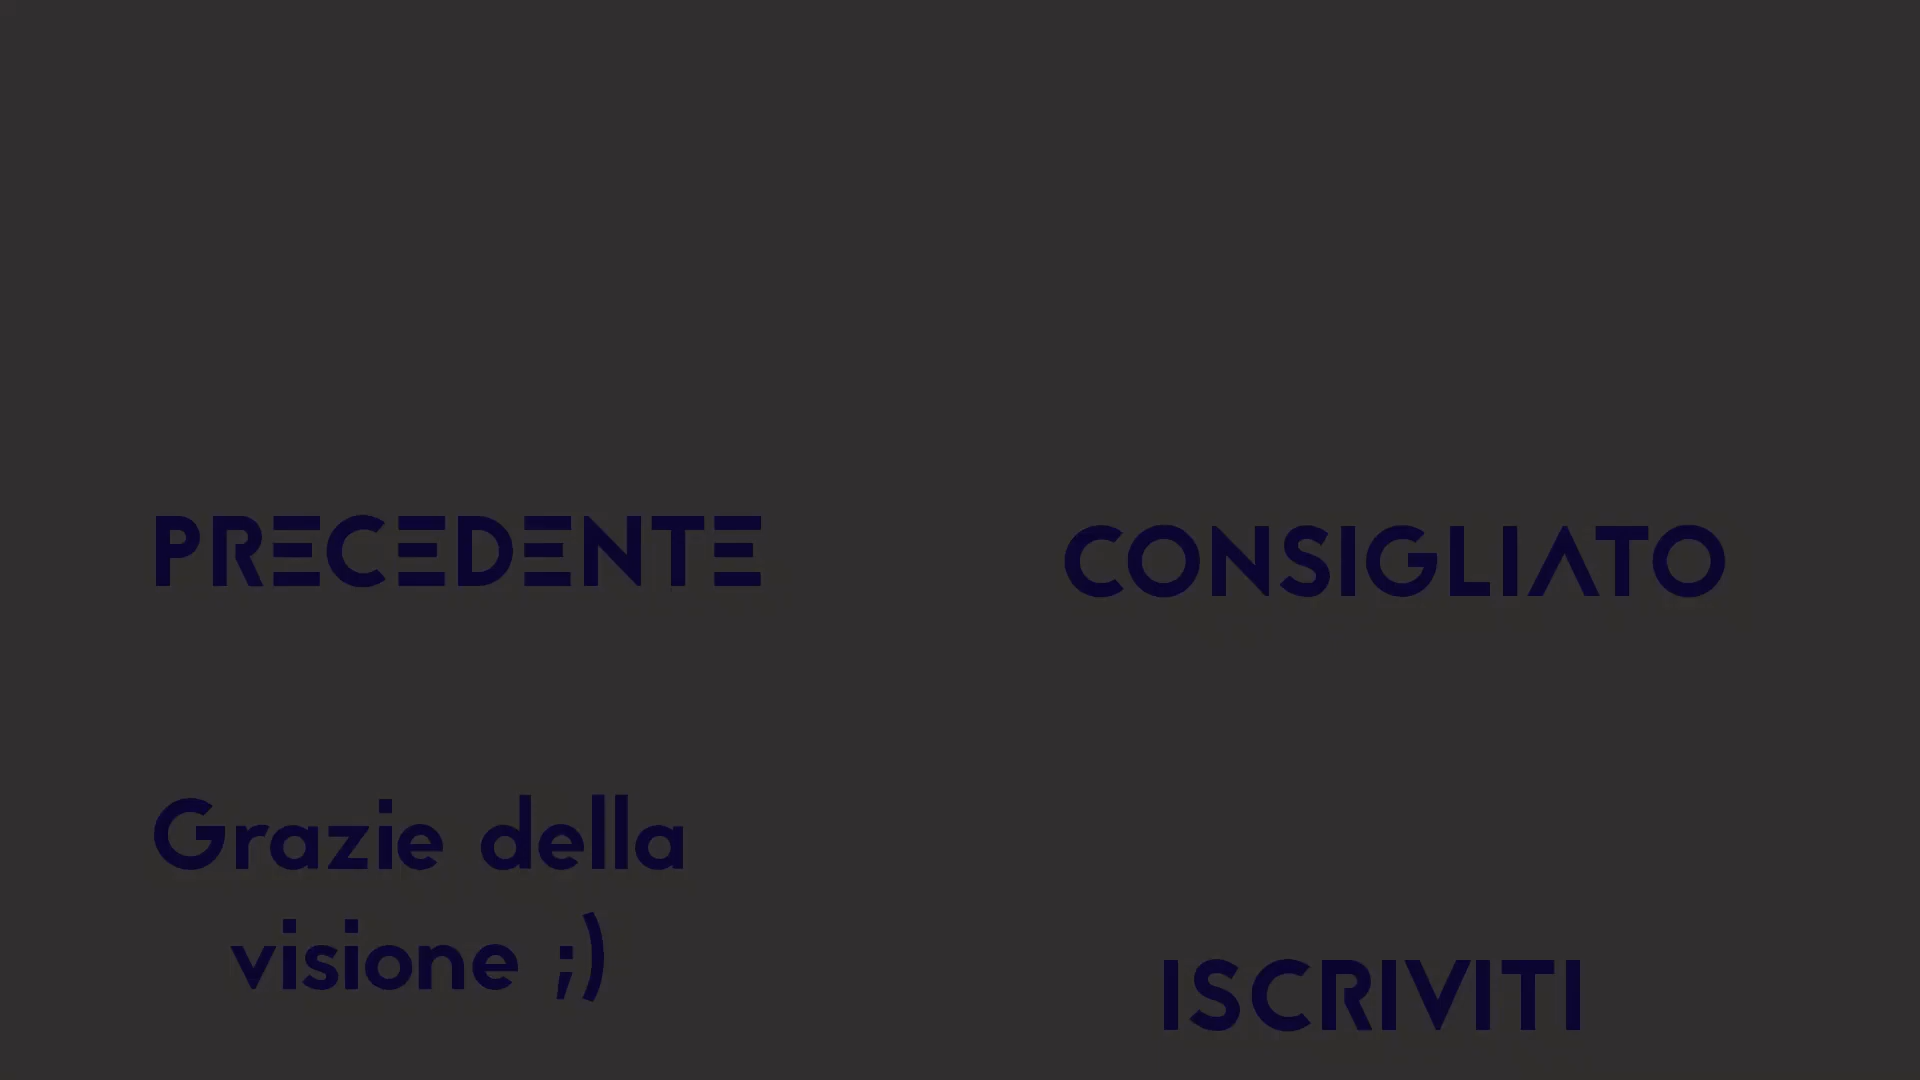 PRECEDENTE
CONSIGLIATO
Grazie della
visione ;)
ISCRIVITI